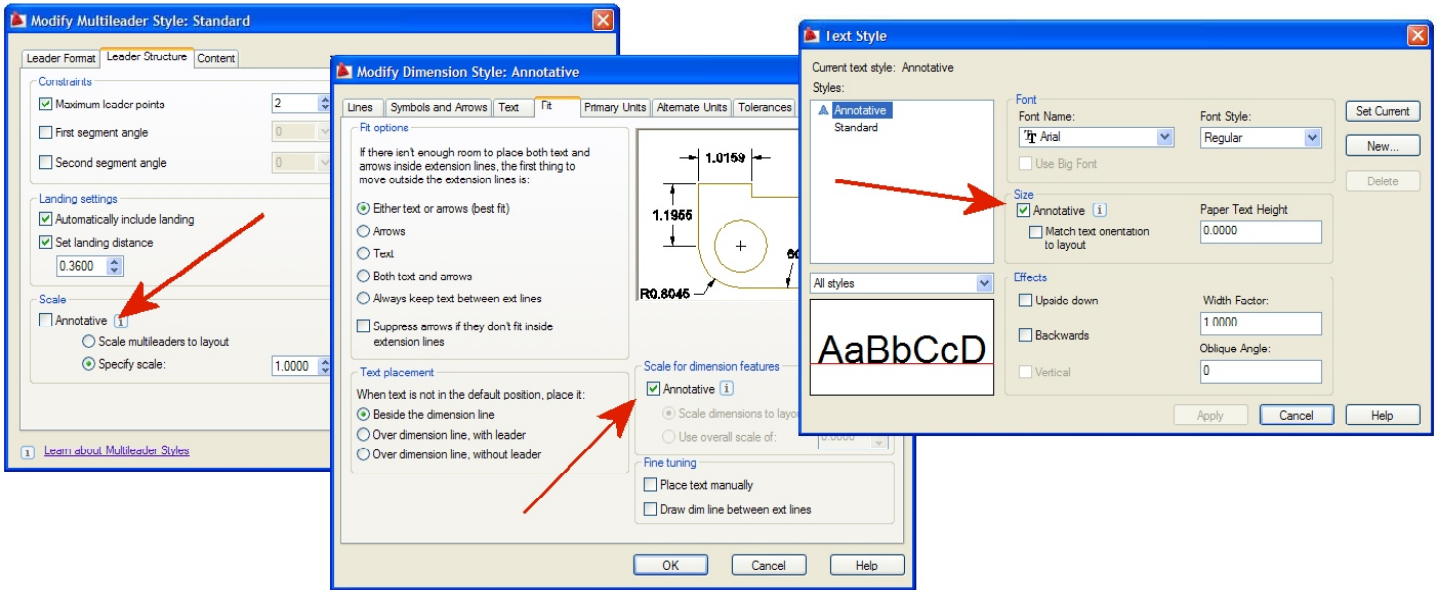 Modify Multileader Style: Standard
Leader Format Leader Structure Content
Constraints
Maximum leader points 2
First segment angle 0
Second segment angle 0
Landing settings
Automatically include landing
Set landing distance
0.3600
Scale
Annotative
Scale multileaders to layout
Specify scale: 1.0000
Learn about Multileader Styles
Modify Dimension Style: Annotative
Lines Symbols and Arrows Text Fit Primary Units Alternate Units Tolerances
Fit options
If there isn't enough room to place both text and
arrows inside extension lines, the first thing to
move outside the extension lines is:
Either text or arrows (best fit)
Arrows
Text
Both text and arrows
Always keep text between ext lines
Suppress arrows if they don't fit inside
extension lines
Text placement
When text is not in the default position, place it:
Beside the dimension line
Over dimension line, with leader
Over dimension line, without leader
1.0159
1.1955
R0.8045
Scale for dimension features
Annotative
Scale dimensions to layou
Use overall scale of: 0.0000
Fine tuning
Place text manually
Draw dim line between ext lines
OK Cancel Help
Text Style
Current text style: Annotative
Styles:
Annotative
Standard
All styles
AaBbCcD
Font
Font Name: Font Style:
Arial Regular
Use Big Font
Size
Annotative Paper Text Height
Match text orientation
to layout
0.0000
Effects
Upside down Width Factor:
1.0000
Backwards
Oblique Angle:
Vertical 0
Set Current
New...
Delete
Apply Cancel Help